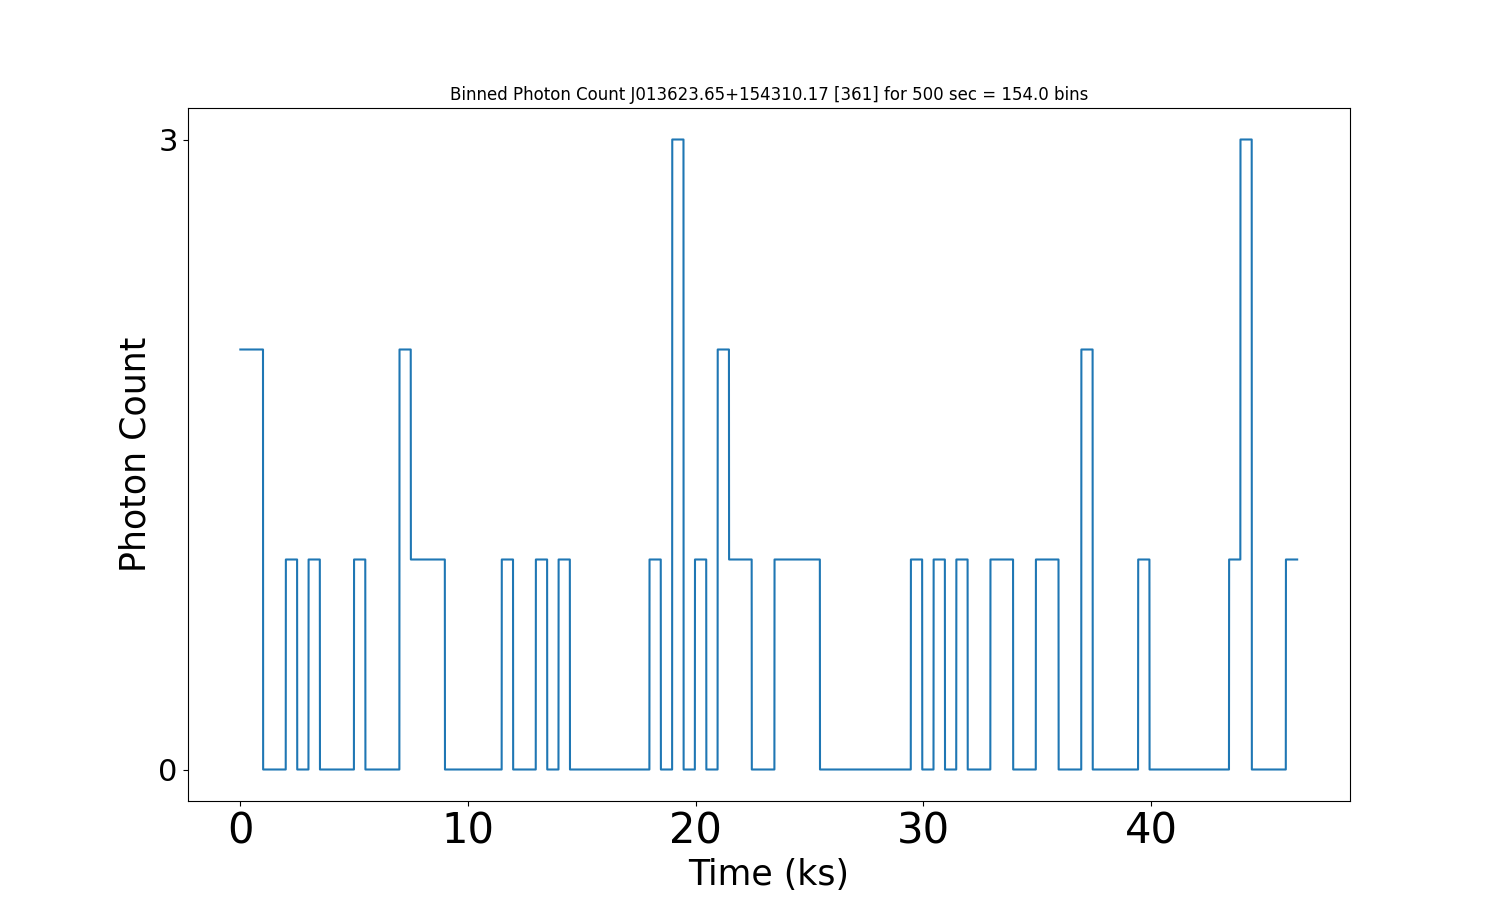 Binned Photon Count J013623.65+154310.17 [361] for 500 sec = 154.0 bins
3
Photon Count
0
0 10 20 30 40
Time (ks)